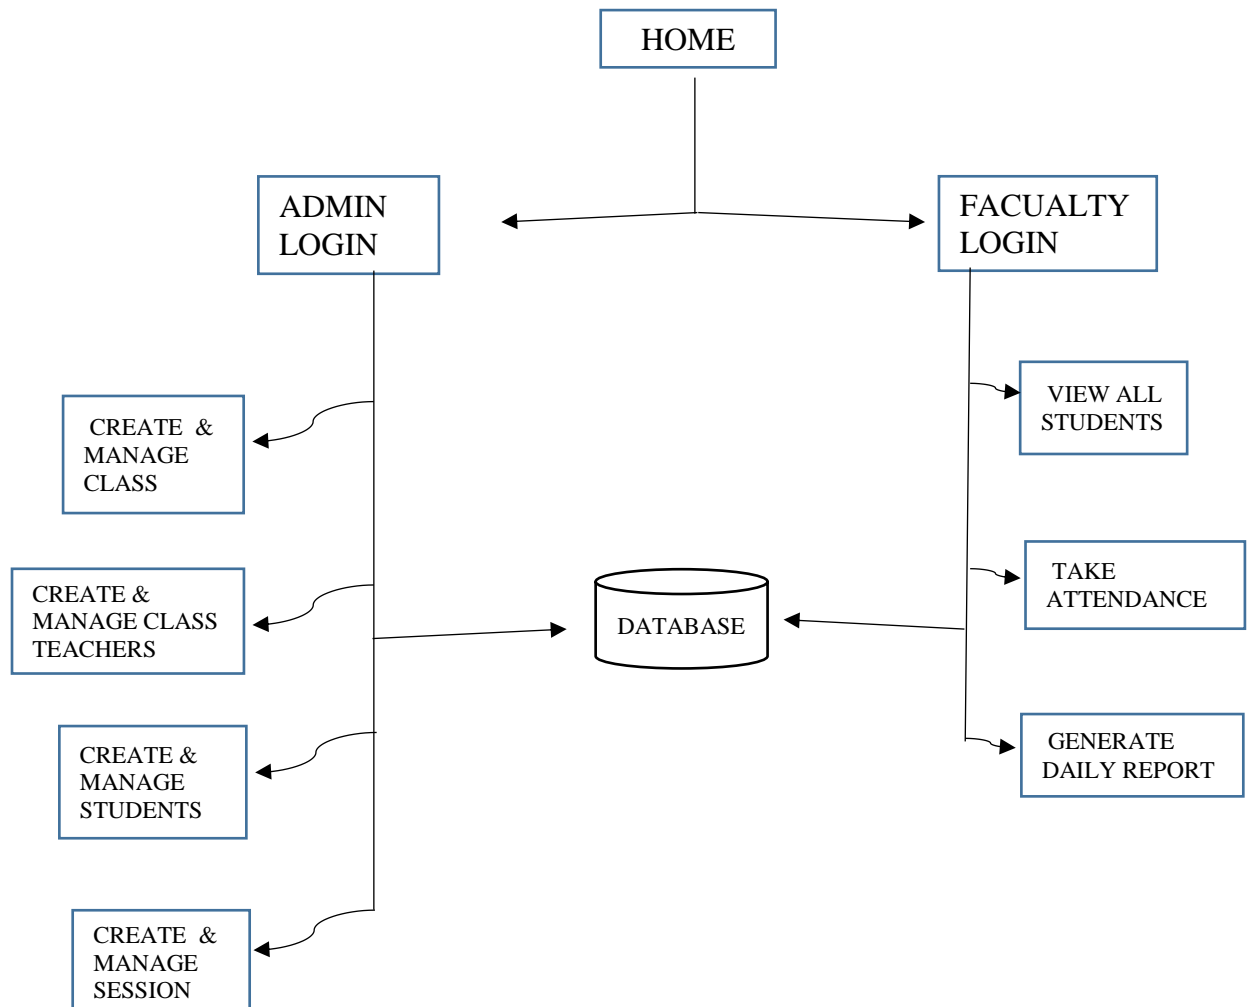 HOME
ADMIN
LOGIN
FACUALTY
LOGIN
CREATE & 
MANAGE
CLASS
CREATE &
MANAGE CLASS
TEACHERS
CREATE &
MANAGE
STUDENTS
CREATE &
MANAGE
SESSION
DATABASE
VIEW ALL
STUDENTS
TAKE
ATTENDANCE
GENERATE
DAILY REPORT